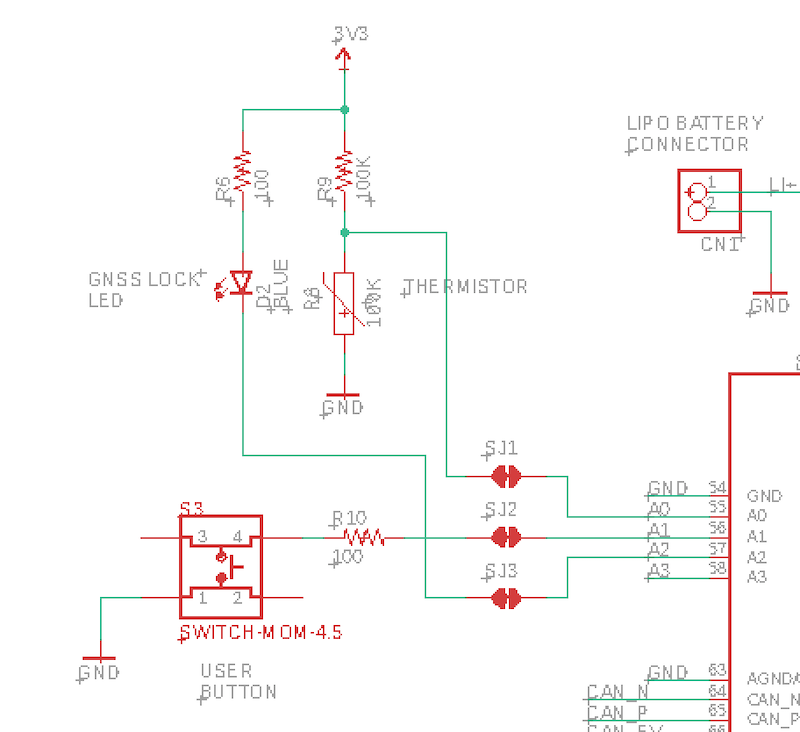 3V3
LIPO BATTERY
CONNECTOR
R6
100
R9
100K
1
2
LI+
CN1
GND
GNSS LOCK
LED
D2
BLUE
100K
THERMISTOR
GND
SJ1
SJ2
SJ3
S3
3
4
1
2
SWITCH-MOM-4.5
R10
100
GND
USER
BUTTON
GND
54
GND
A0
55
A0
A1
56
A1
A2
57
A2
A3
58
A3
GND
63
AGNDA
CAN_N
64
CAN_N
CAN_P
65
CAN_P
CAN_5V
66